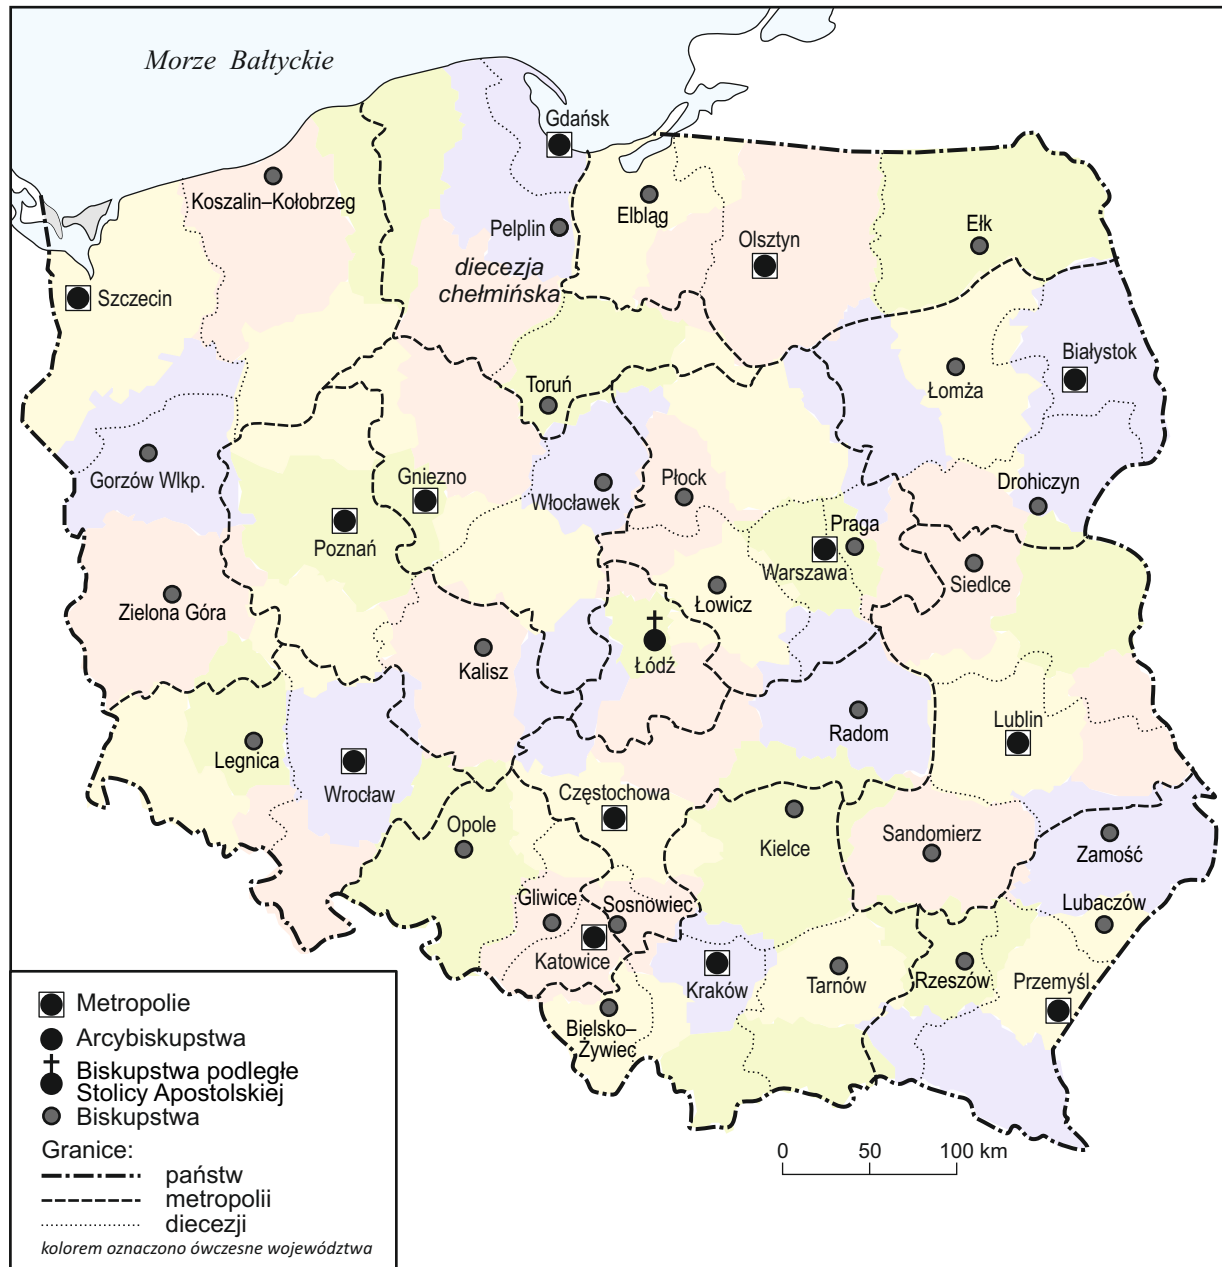 Morze Bałtyckie
Gdańsk
Koszalin–Kołobrzeg
Elbląg
Pelplin
Ełk
Olsztyn
diecezja
chełmińska
Szczecin
Białystok
Łomża
Toruń
Gorzów Wlkp.
Gniezno
Włocławek
Płock
Drohiczyn
Poznań
Praga
Warszawa
Siedlce
Zielona Góra
Łowicz
Kalisz
Łódź
Radom
Lublin
Legnica
Wrocław
Częstochowa
Opole
Kielce
Sandomierz
Zamość
Gliwice
Sosnowiec
Lubaczów
Katowice
Kraków
Tarnów
Rzeszów
Przemyśl
Bielsko–
Żywiec
Metropolie
Arcybiskupstwa
Biskupstwa podległe
Stolicy Apostolskiej
Biskupstwa
Granice:
państw
metropolii
diecezji
kolorem oznaczono ówczesne województwa
0 50 100 km